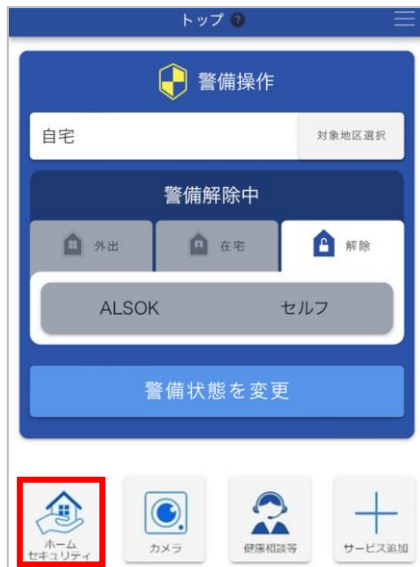 トップ ?
警備操作
自宅
対象地区選択
警備解除中
外出
在宅
解除
ALSOK セルフ
警備状態を変更
ホーム
セキュリティ
カメラ
健康相談等
サービス追加